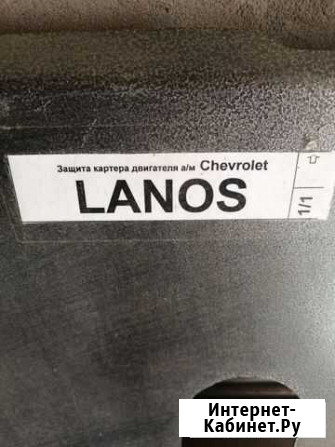 Защита картера двигателя а/м Chevrolet
LANOS
1/1
Интернет-
Кабинет.Ру